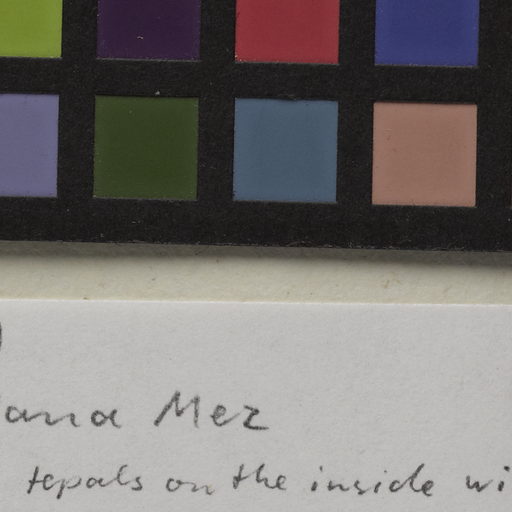 ana Mez
tepals on the inside wi